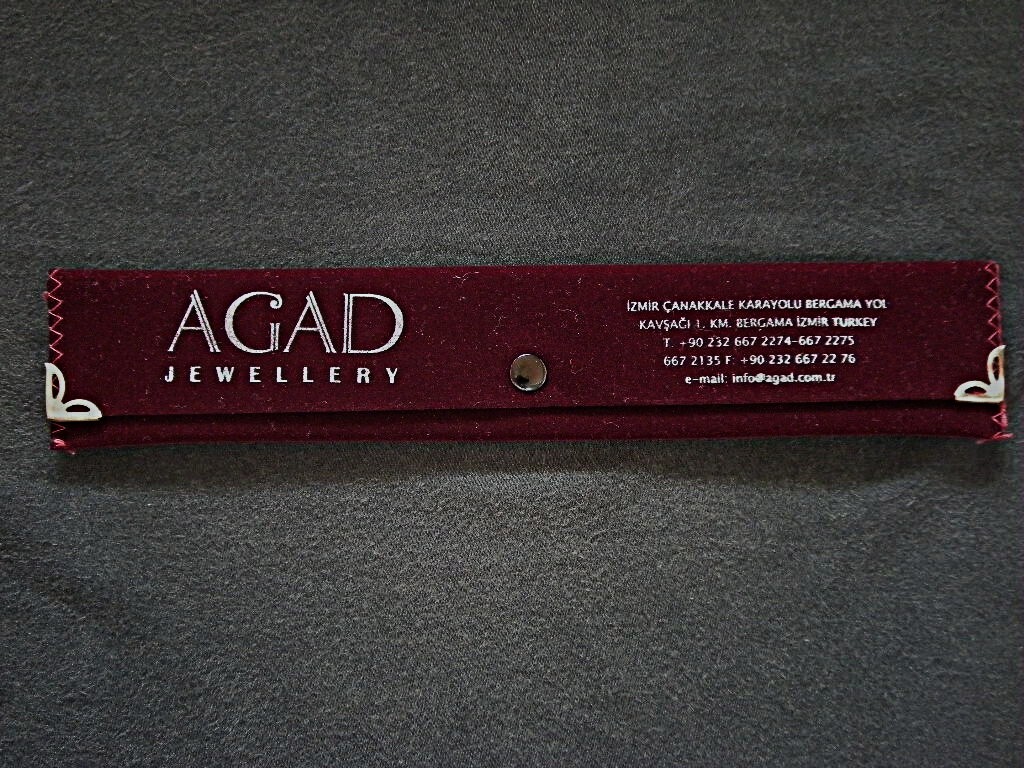 AGAD
JEWELLERY
İZMİR ÇANAKKALE KARAYOLU BERGAMA YOL
KAVŞAĞI 1. KM. BERGAMA İZMİR TURKEY
T. +90 232 667 2274-667 2275
667 2135 F: +90 232 667 22 76
e-mail: info@agad.com.tr